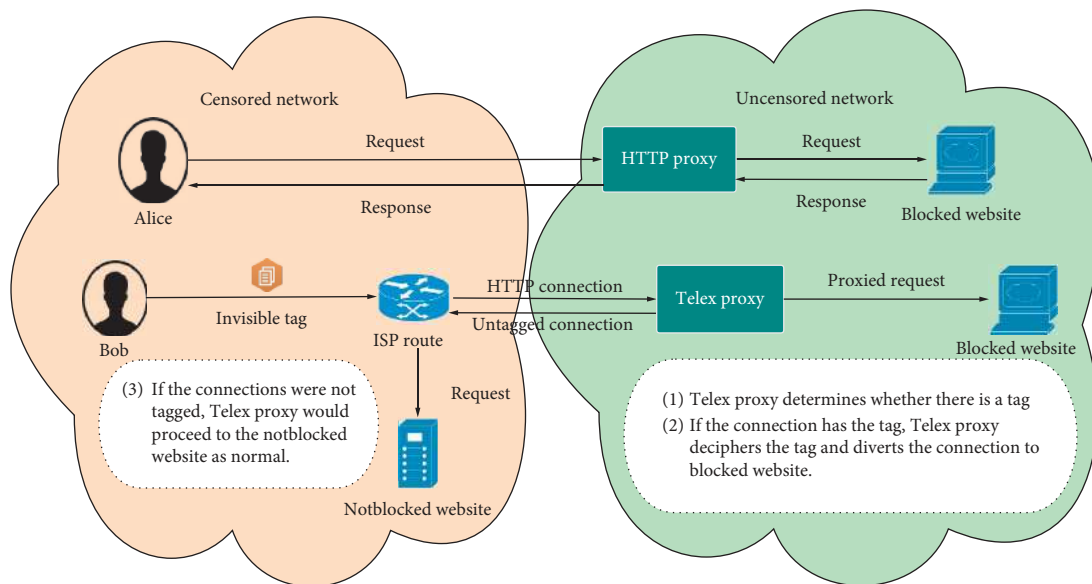 Censored network
Uncensored network
Request
HTTP proxy
Request
Response
Response
Alice
Blocked website
Invisible tag
HTTP connection
Untagged connection
Telex proxy
Proxied request
Bob
ISP route
Blocked website
(3) If the connections were not
tagged, Telex proxy would
proceed to the notblocked
website as normal.
Request
Notblocked website
(1) Telex proxy determines whether there is a tag
(2) If the connection has the tag, Telex proxy
deciphers the tag and diverts the connection to
blocked website.